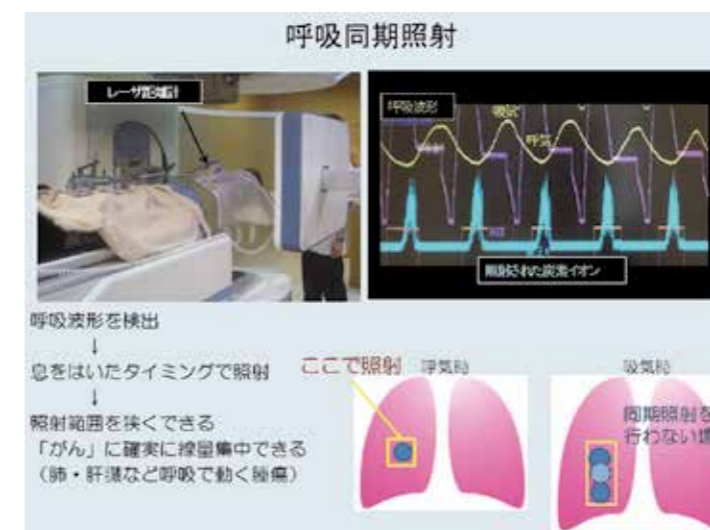 呼吸同期照射
レーザ距離計
呼吸波形
吸気
呼気
照射された炭素イオン
呼吸波形を検出
↓
息をはいたタイミングで照射
↓
照射範囲を狭くできる
「がん」に確実に線量集中できる
（肺・肝臓など呼吸で動く腫瘍）
ここで照射
呼気時
吸気時
同期照射を
行わない場